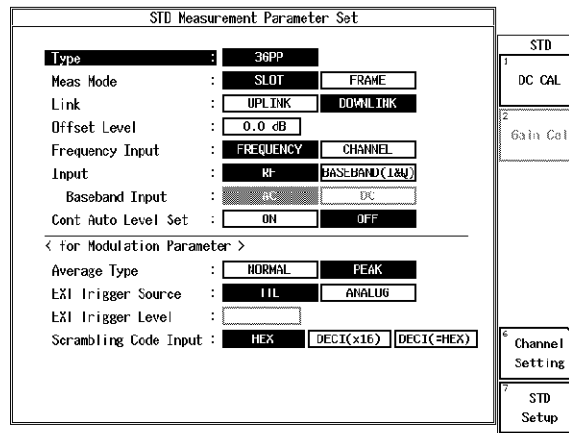 STD Measurement Parameter Set
Type : 3GPP
Meas Mode : SLOT FRAME
Link : UPLINK DOWNLINK
Offset Level : 0.0 dB
Frequency Input : FREQUENCY CHANNEL
Input : RF BASEBAND(I&Q)
Baseband Input : AC DC
Cont Auto Level Set : ON OFF
< for Modulation Parameter >
Average Type : NORMAL PEAK
EXT Trigger Source : TTL ANALOG
EXT Trigger Level :
Scrambling Code Input : HEX DECI(x16) DECI(=HEX)
STD
1
DC CAL
2
Gain Cal
6
Channel
Setting
7
STD
Setup